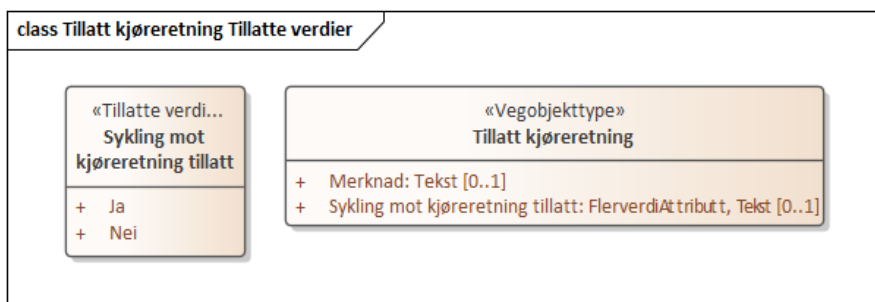 class Tillatt kjøreretning Tillatte verdier
«Tillatte verdi...
Sykling mot
kjøreretning tillatt
+ Ja
+ Nei
«Vegobjekttype»
Tillatt kjøreretning
+ Merknad: Tekst [0..1]
+ Sykling mot kjøreretning tillatt: FlerverdiAttributt, Tekst [0..1]